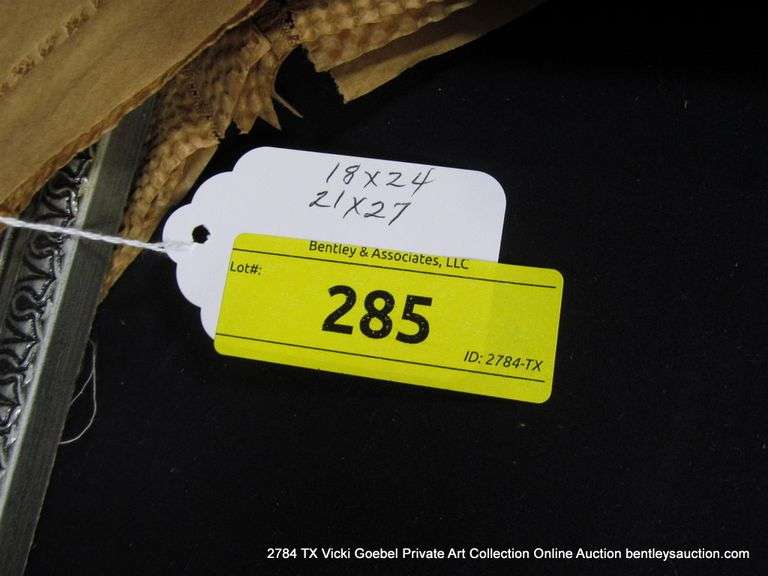 18x24
21x27
Bentley & Associates, LLC
Lot#:
285
ID: 2784-TX
2784 TX Vicki Goebel Private Art Collection Online Auction bentleysauction.com